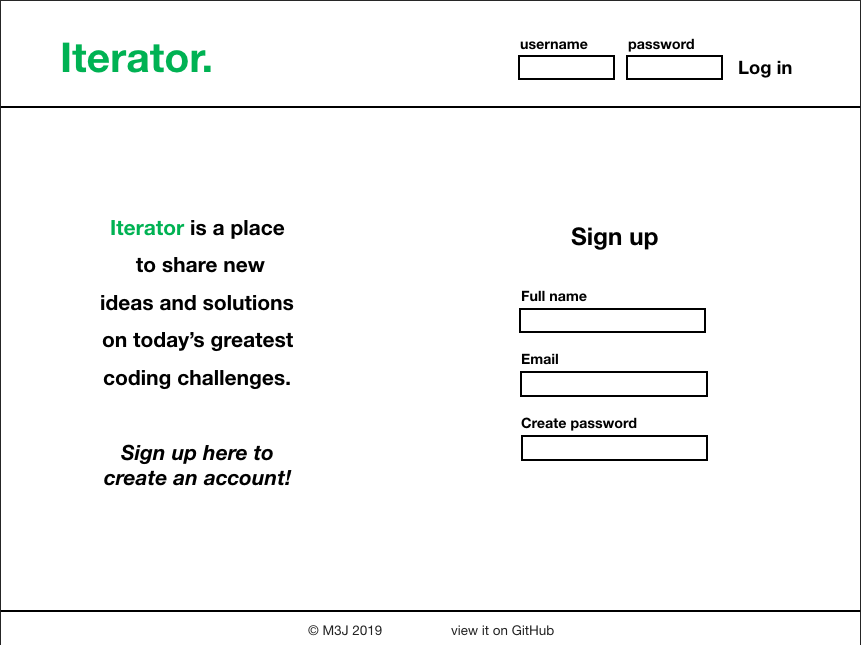 Iterator.
username password
Log in
Iterator is a place
to share new
ideas and solutions
on today’s greatest
coding challenges.
Sign up here to
create an account!
Sign up
Full name
Email
Create password
© M3J 2019
view it on GitHub